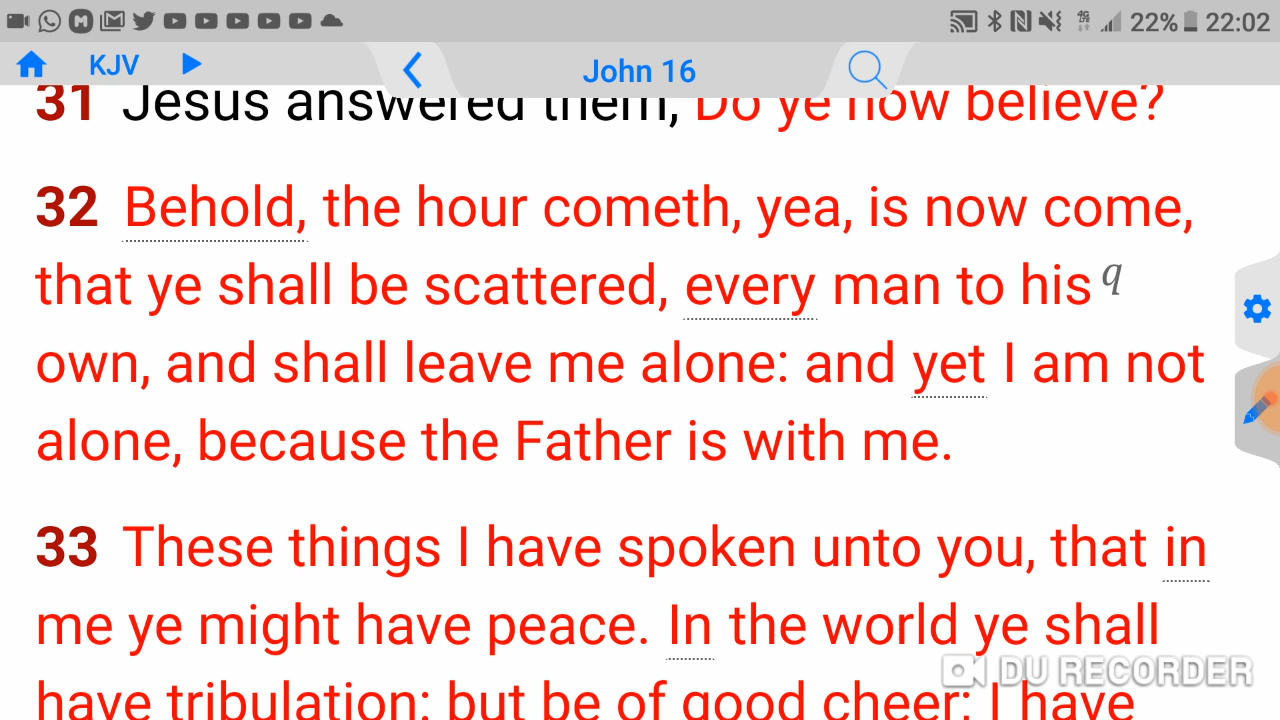 22% 22:02
KJV John 16
31 Jesus answered them, Do ye now believe?
32 Behold, the hour cometh, yea, is now come,
that ye shall be scattered, every man to his q
own, and shall leave me alone: and yet I am not
alone, because the Father is with me.
33 These things I have spoken unto you, that in
me ye might have peace. In the world ye shall
DU RECORDER
have tribulation: but be of good cheer; I have